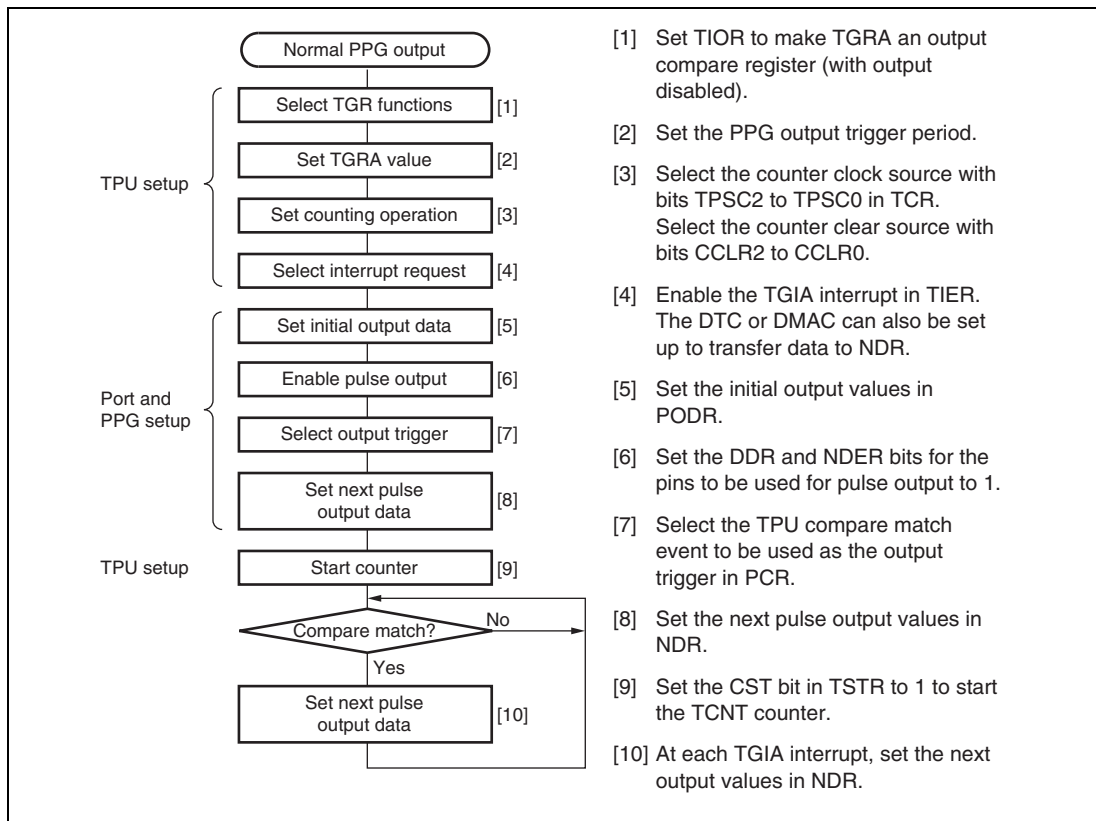 Normal PPG output
TPU setup
Select TGR functions [1]
Set TGRA value [2]
Set counting operation [3]
Select interrupt request [4]
Port and
PPG setup
Set initial output data [5]
Enable pulse output [6]
Select output trigger [7]
Set next pulse
output data
[8]
TPU setup
Start counter [9]
Compare match?
No
Yes
Set next pulse
output data
[10]
[1] Set TIOR to make TGRA an output
compare register (with output
disabled).
[2] Set the PPG output trigger period.
[3] Select the counter clock source with
bits TPSC2 to TPSC0 in TCR.
Select the counter clear source with
bits CCLR2 to CCLR0.
[4] Enable the TGIA interrupt in TIER.
The DTC or DMAC can also be set
up to transfer data to NDR.
[5] Set the initial output values in
PODR.
[6] Set the DDR and NDER bits for the
pins to be used for pulse output to 1.
[7] Select the TPU compare match
event to be used as the output
trigger in PCR.
[8] Set the next pulse output values in
NDR.
[9] Set the CST bit in TSTR to 1 to start
the TCNT counter.
[10] At each TGIA interrupt, set the next
output values in NDR.